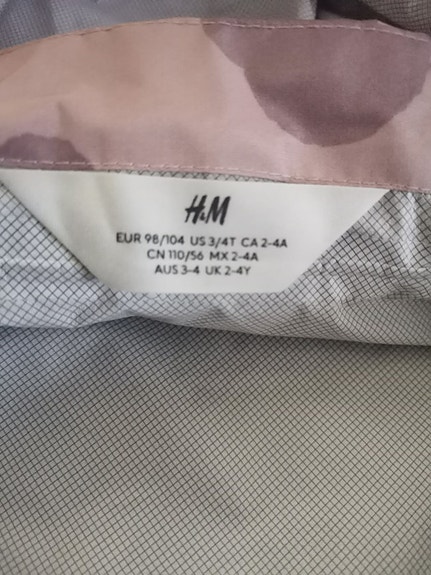 H&M
EUR 98/104 US 3/4T CA 2-4A
CN 110/56 MX 2-4A
AUS 3-4 UK 2-4Y